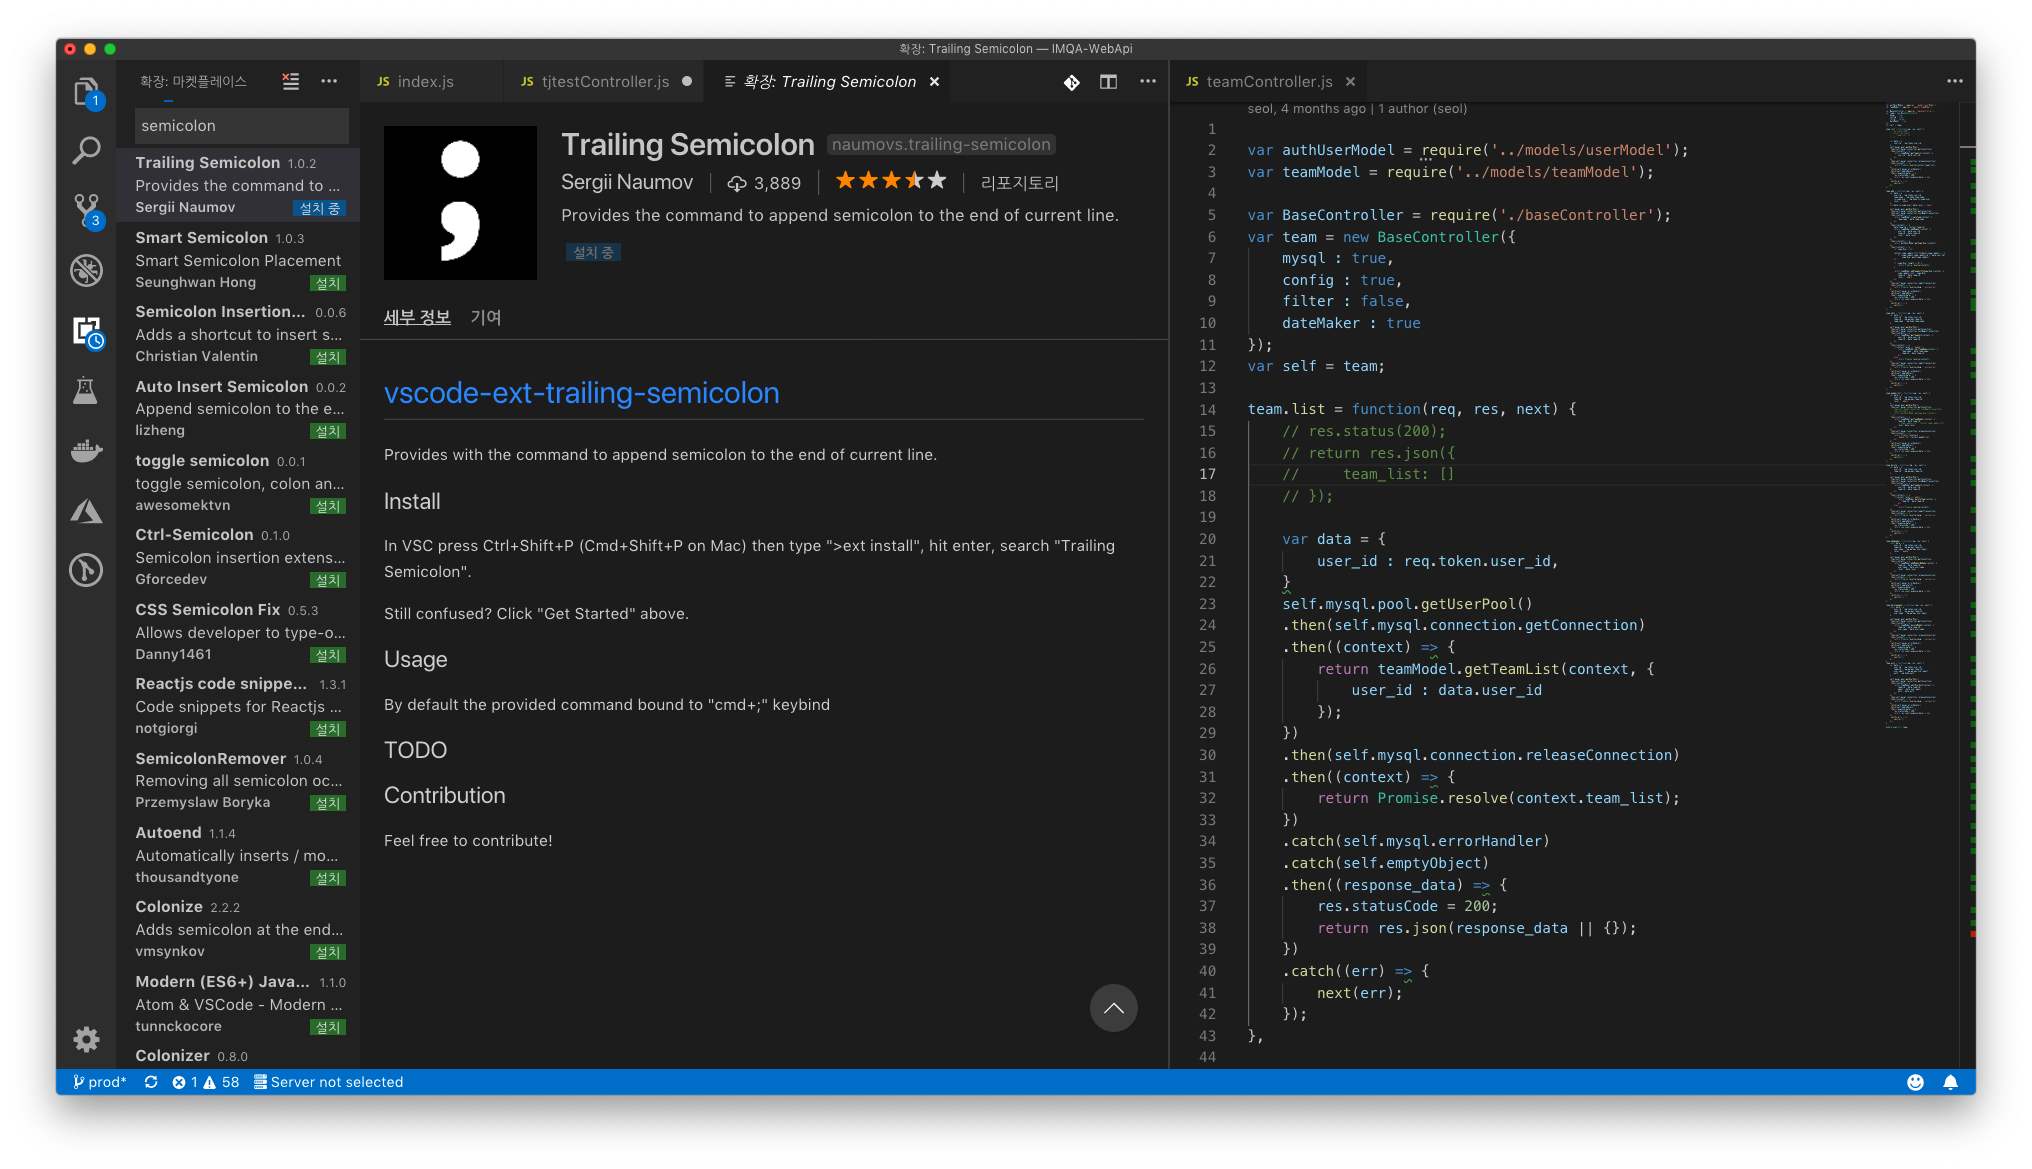 확장: Trailing Semicolon — IMQA-WebApi
확장: 마켓플레이스
semicolon
Trailing Semicolon 1.0.2
Provides the command to ...
Sergii Naumov 설치 중
Smart Semicolon 1.0.3
Smart Semicolon Placement
Seunghwan Hong 설치
Semicolon Insertion... 0.0.6
Adds a shortcut to insert s...
Christian Valentin 설치
Auto Insert Semicolon 0.0.2
Append semicolon to the e...
lizheng 설치
toggle semicolon 0.0.1
toggle semicolon, colon an...
awesomektvn 설치
Ctrl-Semicolon 0.1.0
Semicolon insertion extens...
Gforcedev 설치
CSS Semicolon Fix 0.5.3
Allows developer to type-o...
Danny1461 설치
Reactjs code snippe... 1.3.1
Code snippets for Reactjs ...
notgiorgi 설치
SemicolonRemover 1.0.4
Removing all semicolon oc...
Przemyslaw Boryka 설치
Autoend 1.1.4
Automatically inserts / mo...
thousandtyone 설치
Colonize 2.2.2
Adds semicolon at the end...
vmsynkov 설치
Modern (ES6+) Java... 1.1.0
Atom & VSCode - Modern ...
tunnckocore 설치
Colonizer 0.8.0
1
3
JS index.js
JS tjtestController.js
확장: Trailing Semicolon
Trailing Semicolon naumovs.trailing-semicolon
Sergii Naumov 3,889 리포지토리
Provides the command to append semicolon to the end of current line.
설치 중
세부 정보 기여
vscode-ext-trailing-semicolon
Provides with the command to append semicolon to the end of current line.
Install
In VSC press Ctrl+Shift+P (Cmd+Shift+P on Mac) then type ">ext install", hit enter, search "Trailing
Semicolon".
Still confused? Click "Get Started" above.
Usage
By default the provided command bound to "cmd+;" keybind
TODO
Contribution
Feel free to contribute!
JS teamController.js
seol, 4 months ago | 1 author (seol)
1
2 var authUserModel = require('../models/userModel');
3 var teamModel = require('../models/teamModel');
4
5 var BaseController = require('./baseController');
6 var team = new BaseController({
7 mysql : true,
8 config : true,
9 filter : false,
10 dateMaker : true
11 });
12 var self = team;
13
14 team.list = function(req, res, next) {
15 // res.status(200);
16 // return res.json({
17 // team_list: []
18 // });
19
20 var data = {
21 user_id : req.token.user_id,
22 }
23 self.mysql.pool.getUserPool()
24 .then(self.mysql.connection.getConnection)
25 .then((context) => {
26 return teamModel.getTeamList(context, {
27 user_id : data.user_id
28 });
29 })
30 .then(self.mysql.connection.releaseConnection)
31 .then((context) => {
32 return Promise.resolve(context.team_list);
33 })
34 .catch(self.mysql.errorHandler)
35 .catch(self.emptyObject)
36 .then((response_data) => {
37 res.statusCode = 200;
38 return res.json(response_data || {});
39 })
40 .catch((err) => {
41 next(err);
42 });
43 },
44
prod* 1 58 Server not selected